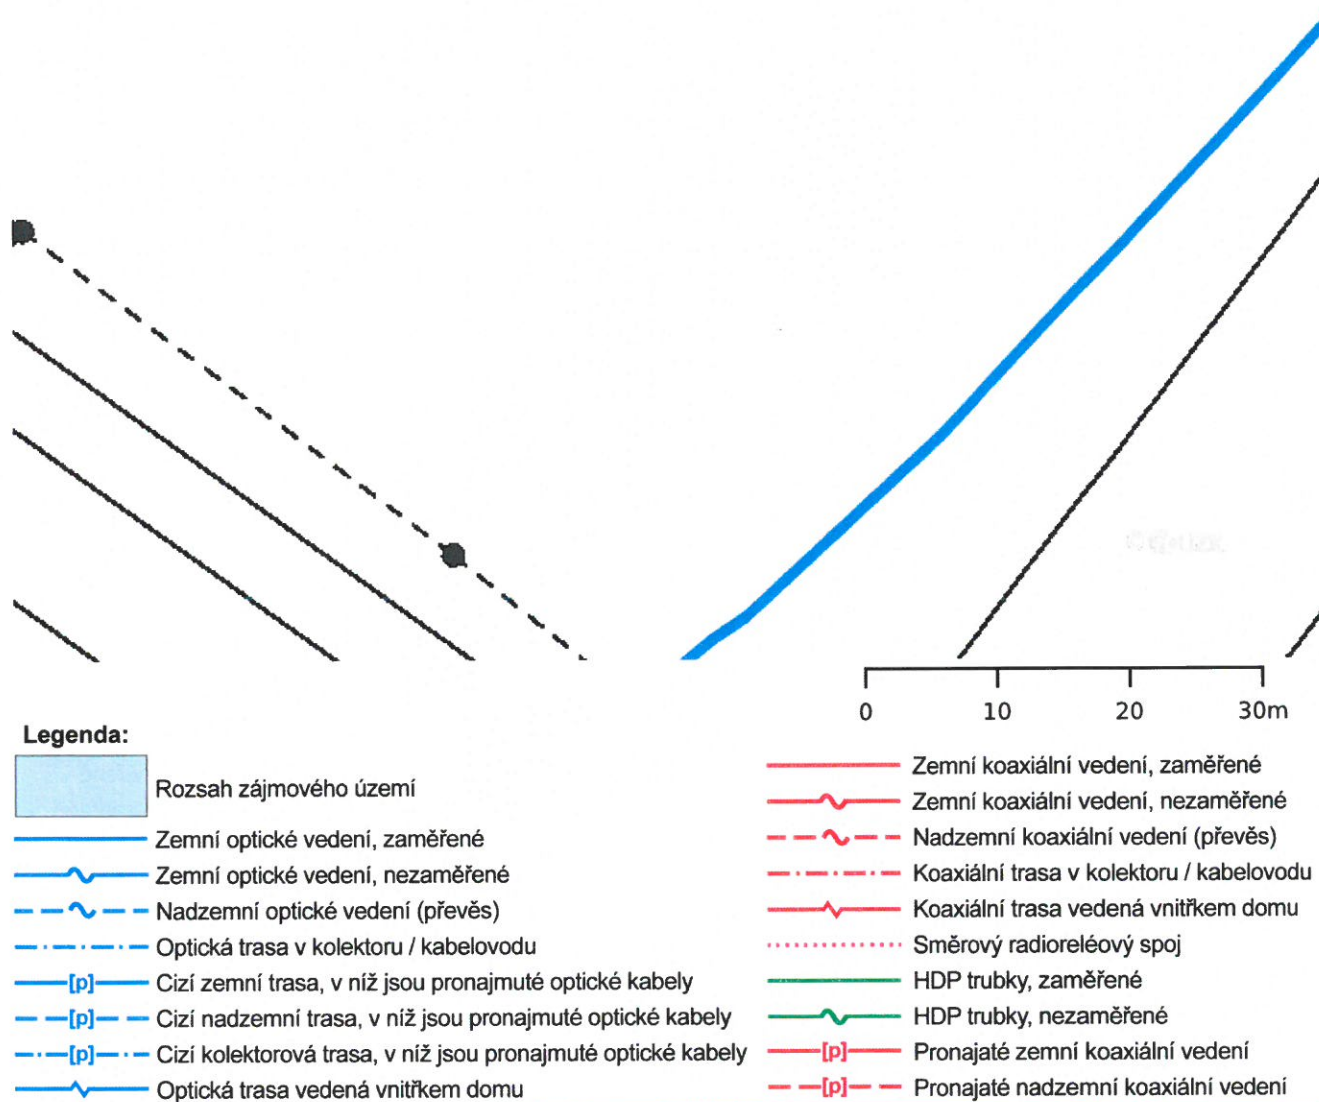 0 10 20 30m
Legenda:
Rozsah zájmového území
Zemní optické vedení, zaměřené
Zemní optické vedení, nezaměřené
Nadzemní optické vedení (převěs)
Optická trasa v kolektoru / kabelovodu
[p] Cizí zemní trasa, v níž jsou pronajmuté optické kabely
[p] Cizí nadzemní trasa, v níž jsou pronajmuté optické kabely
[p] Cizí kolektorová trasa, v níž jsou pronajmuté optické kabely
Optická trasa vedená vnitřkem domu
Zemní koaxiální vedení, zaměřené
Zemní koaxiální vedení, nezaměřené
Nadzemní koaxiální vedení (převěs)
Koaxiální trasa v kolektoru / kabelovodu
Koaxiální trasa vedená vnitřkem domu
Směrový radioreléový spoj
HDP trubky, zaměřené
HDP trubky, nezaměřené
[p] Pronajaté zemní koaxiální vedení
[p] Pronajaté nadzemní koaxiální vedení